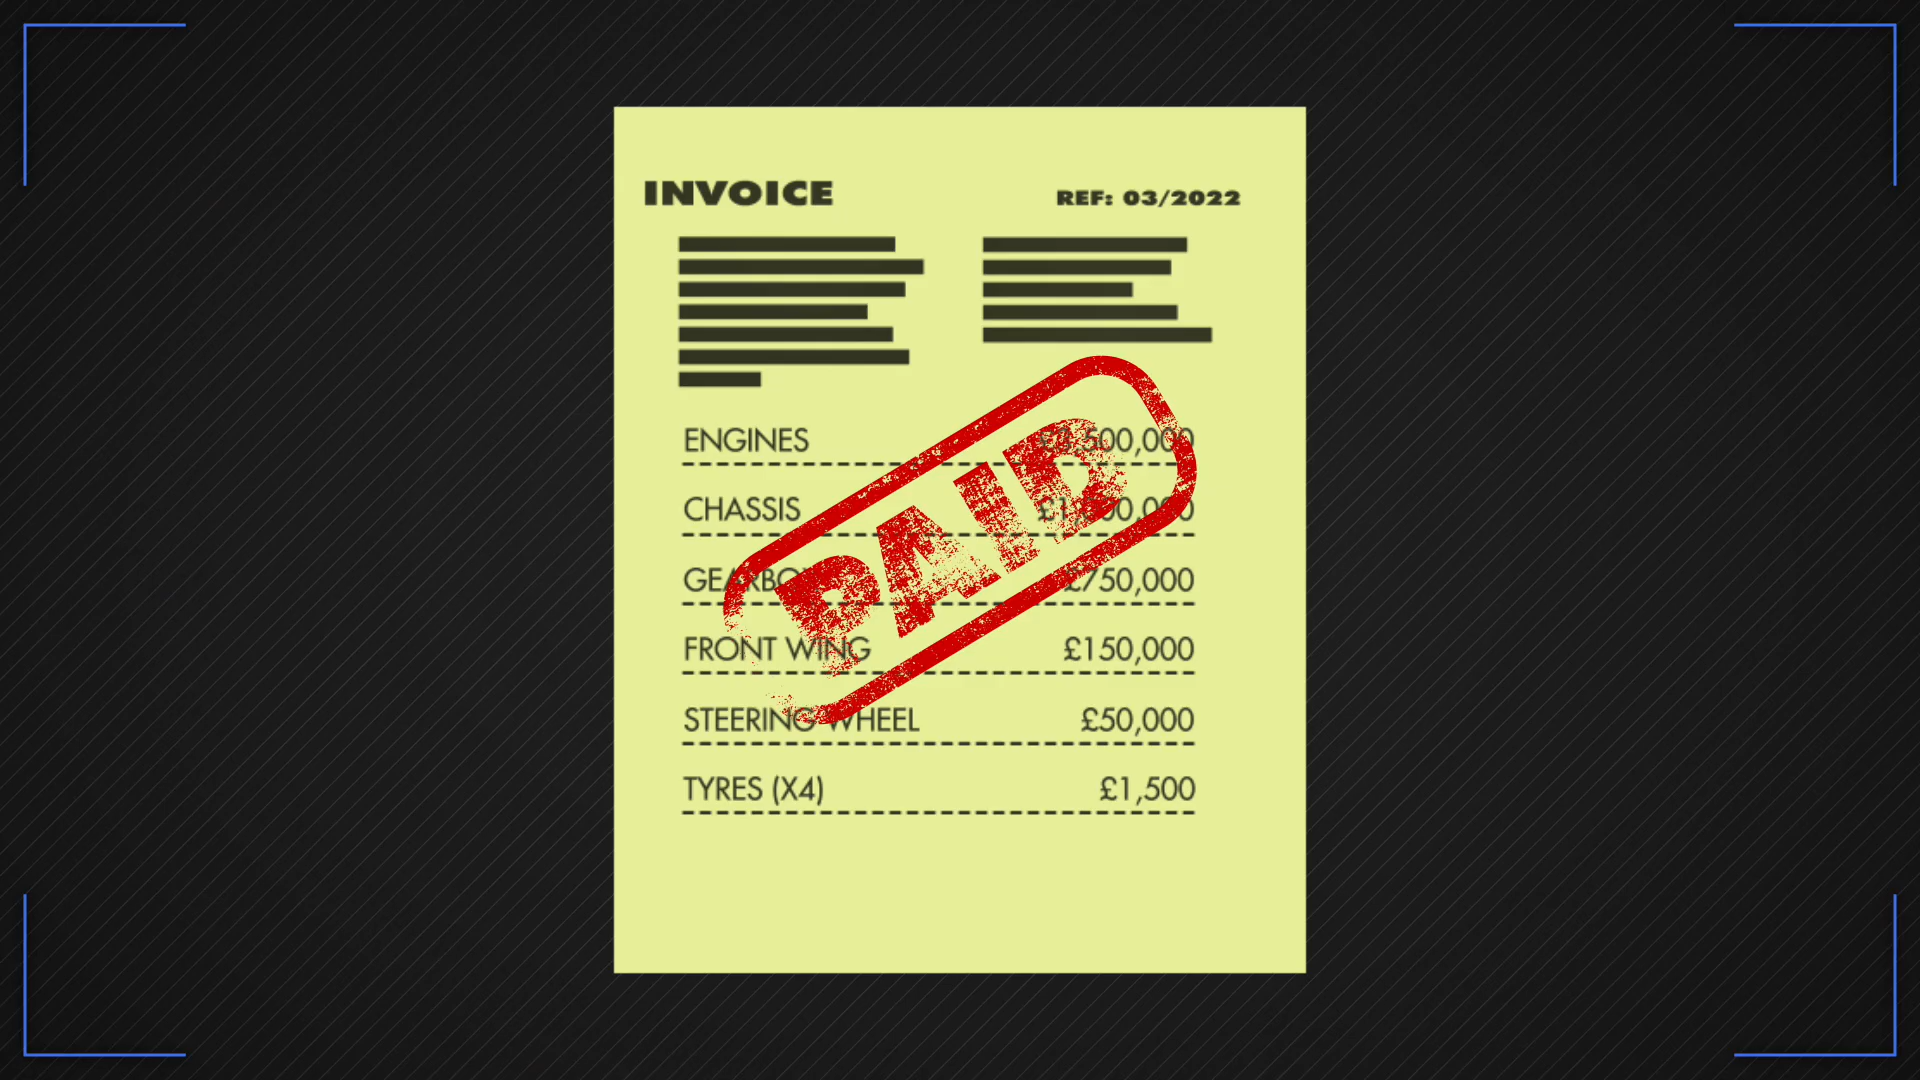 INVOICE REF: 03/2022
ENGINES
CHASSIS
GEARBOX £750,000
FRONT WING £150,000
STEERING WHEEL £50,000
TYRES (X4) £1,500
PAID